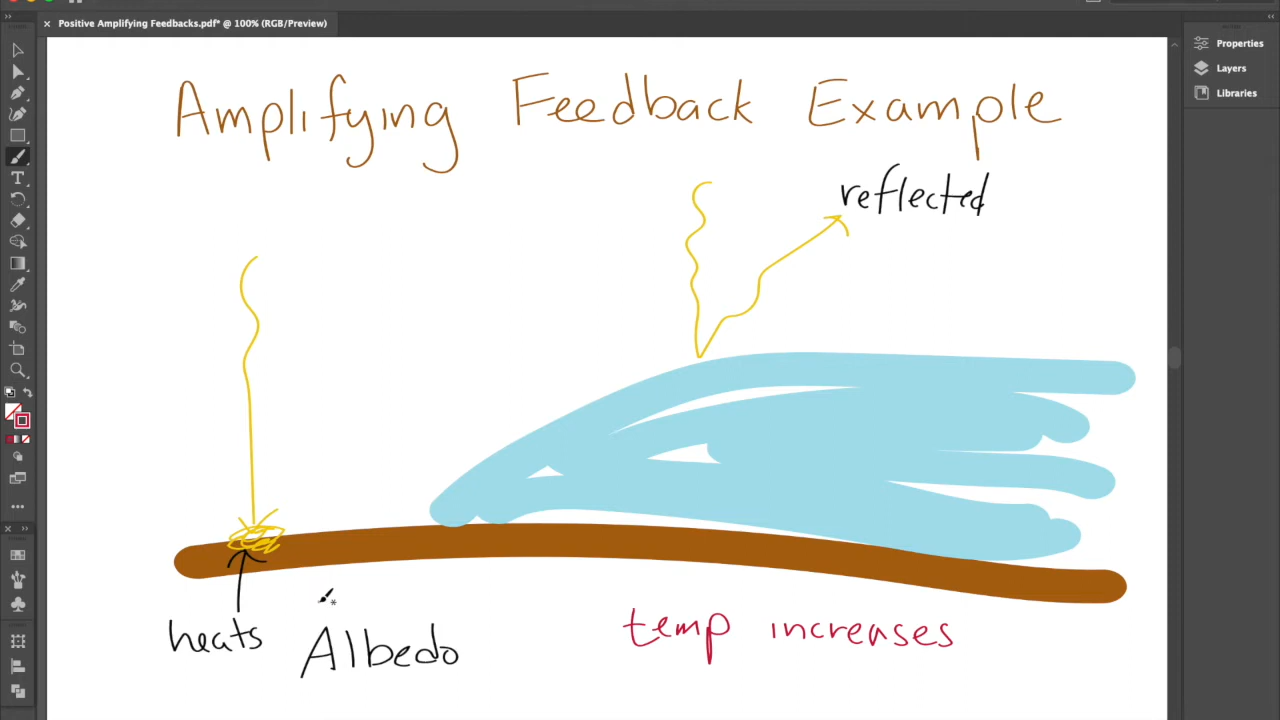 Positive Amplifying Feedbacks.pdf* @ 100% (RGB/Preview)
Properties
Layers
Libraries
Amplifying Feedback Example
reflected
heats
Albedo
temp increases